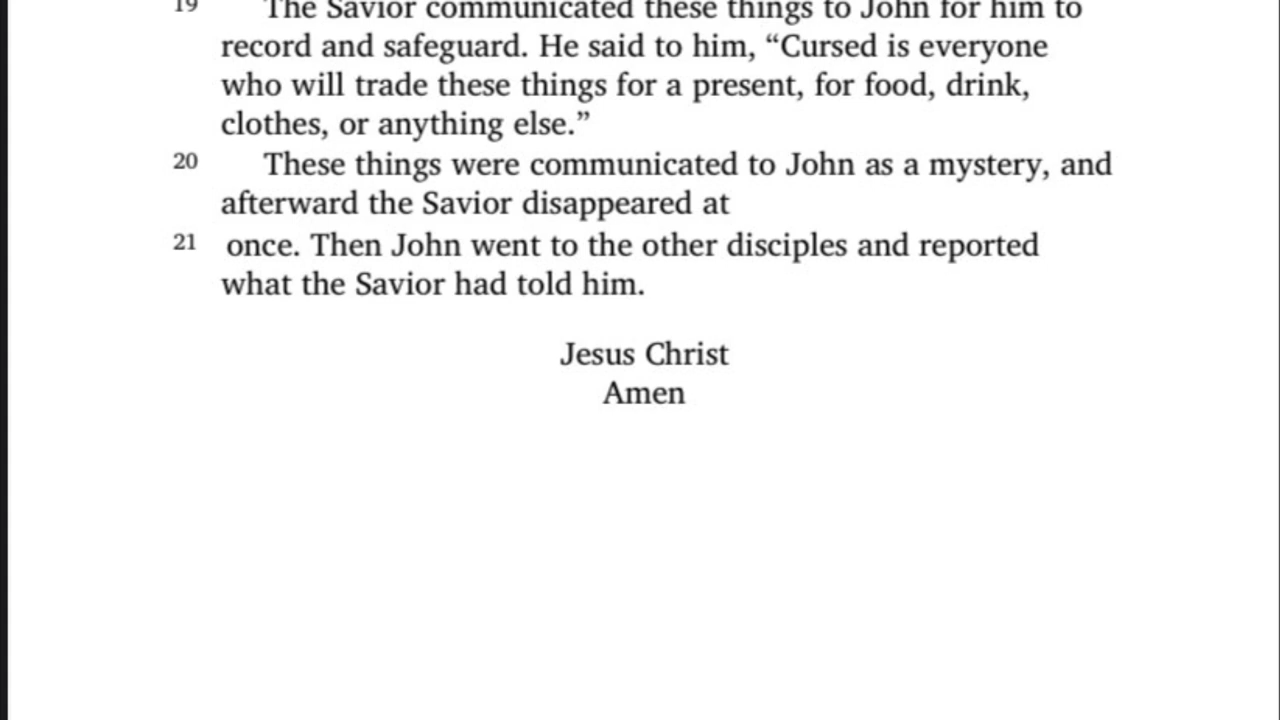 19 The Savior communicated these things to John for him to
record and safeguard. He said to him, “Cursed is everyone
who will trade these things for a present, for food, drink,
clothes, or anything else.”
20 These things were communicated to John as a mystery, and
afterward the Savior disappeared at
21 once. Then John went to the other disciples and reported
what the Savior had told him.
Jesus Christ
Amen